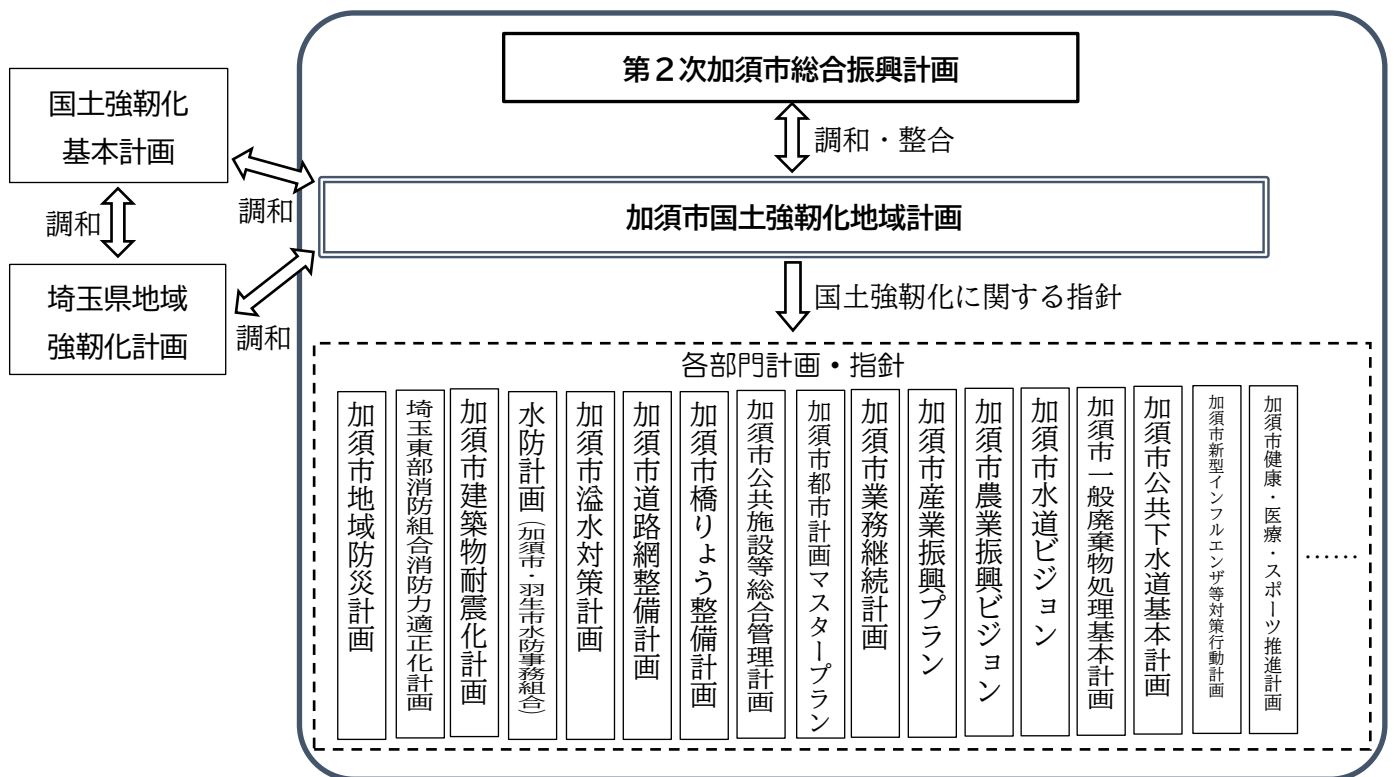 第２次加須市総合振興計画
国土強靱化
基本計画
調和・整合
調和
調和
加須市国土強靱化地域計画
埼玉県地域
強靱化計画
調和
国土強靱化に関する指針
各部門計画・指針
加須市地域防災計画
埼玉東部消防組合消防力適正化計画
加須市建築物耐震化計画
水防計画（加須市・羽生市水防事務組合）
加須市溢水対策計画
加須市道路網整備計画
加須市橋りょう整備計画
加須市公共施設等総合管理計画
加須市都市計画マスタープラン
加須市業務継続計画
加須市産業振興プラン
加須市農業振興ビジョン
加須市水道ビジョン
加須市一般廃棄物処理基本計画
加須市公共下水道基本計画
加須市新型インフルエンザ等対策行動計画
加須市健康・医療・スポーツ推進計画
……